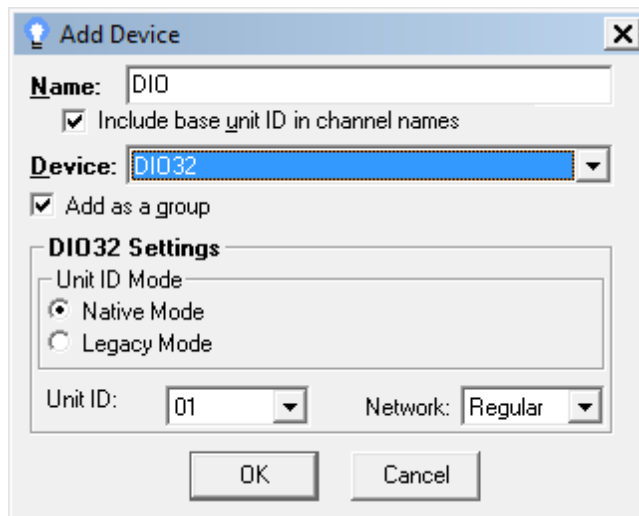 Add Device
Name: DIO
Include base unit ID in channel names
Device: DIO32
Add as a group
DIO32 Settings
Unit ID Mode
Native Mode
Legacy Mode
Unit ID: 01 Network: Regular
OK Cancel